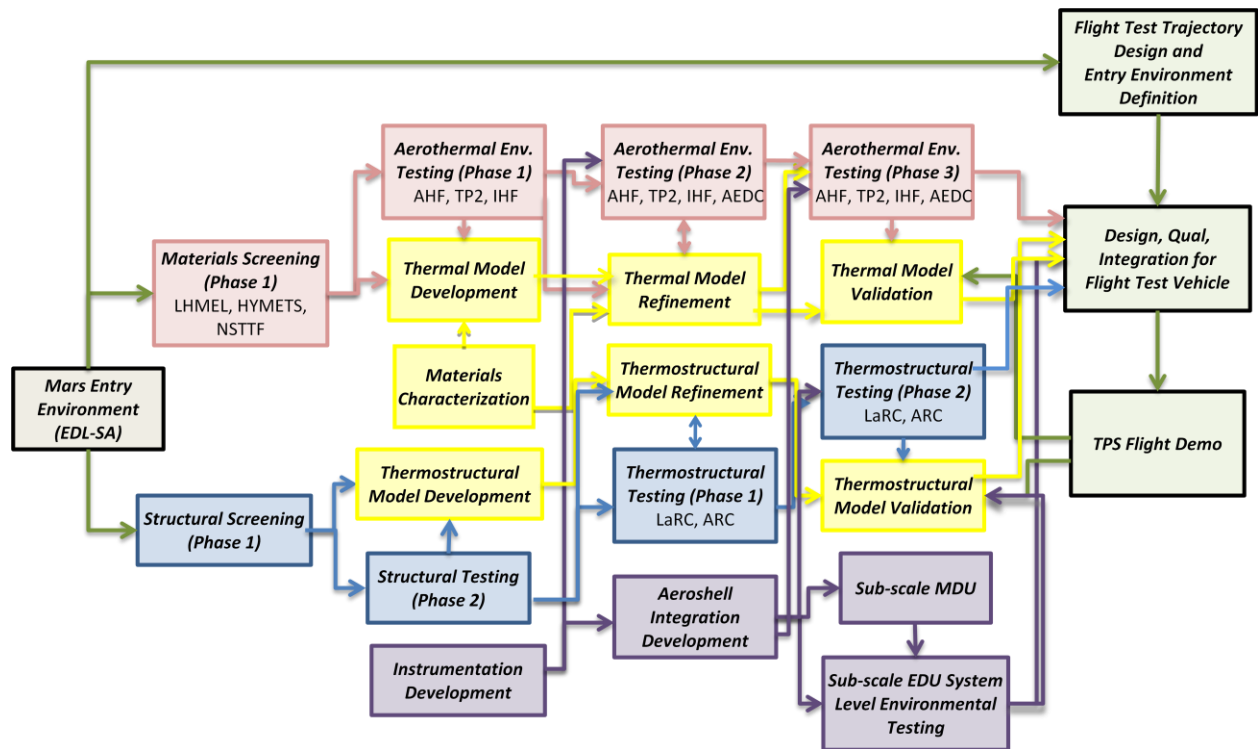 Flight Test Trajectory
Design and
Entry Environment
Definition
Aerothermal Env.
Testing (Phase 1)
AHF, TP2, IHF
Aerothermal Env.
Testing (Phase 2)
AHF, TP2, IHF, AEDC
Aerothermal Env.
Testing (Phase 3)
AHF, TP2, IHF, AEDC
Materials Screening
(Phase 1)
LHMEL, HYMETS,
NSTTF
Thermal Model
Development
Thermal Model
Refinement
Thermal Model
Validation
Design, Qual,
Integration for
Flight Test Vehicle
Mars Entry
Environment
(EDL-SA)
Materials
Characterization
Thermostructural
Model Refinement
Thermostructural
Testing (Phase 2)
LaRC, ARC
TPS Flight Demo
Structural Screening
(Phase 1)
Thermostructural
Model Development
Thermostructural
Testing (Phase 1)
LaRC, ARC
Thermostructural
Model Validation
Structural Testing
(Phase 2)
Aeroshell
Integration
Development
Sub-scale MDU
Instrumentation
Development
Sub-scale EDU System
Level Environmental
Testing